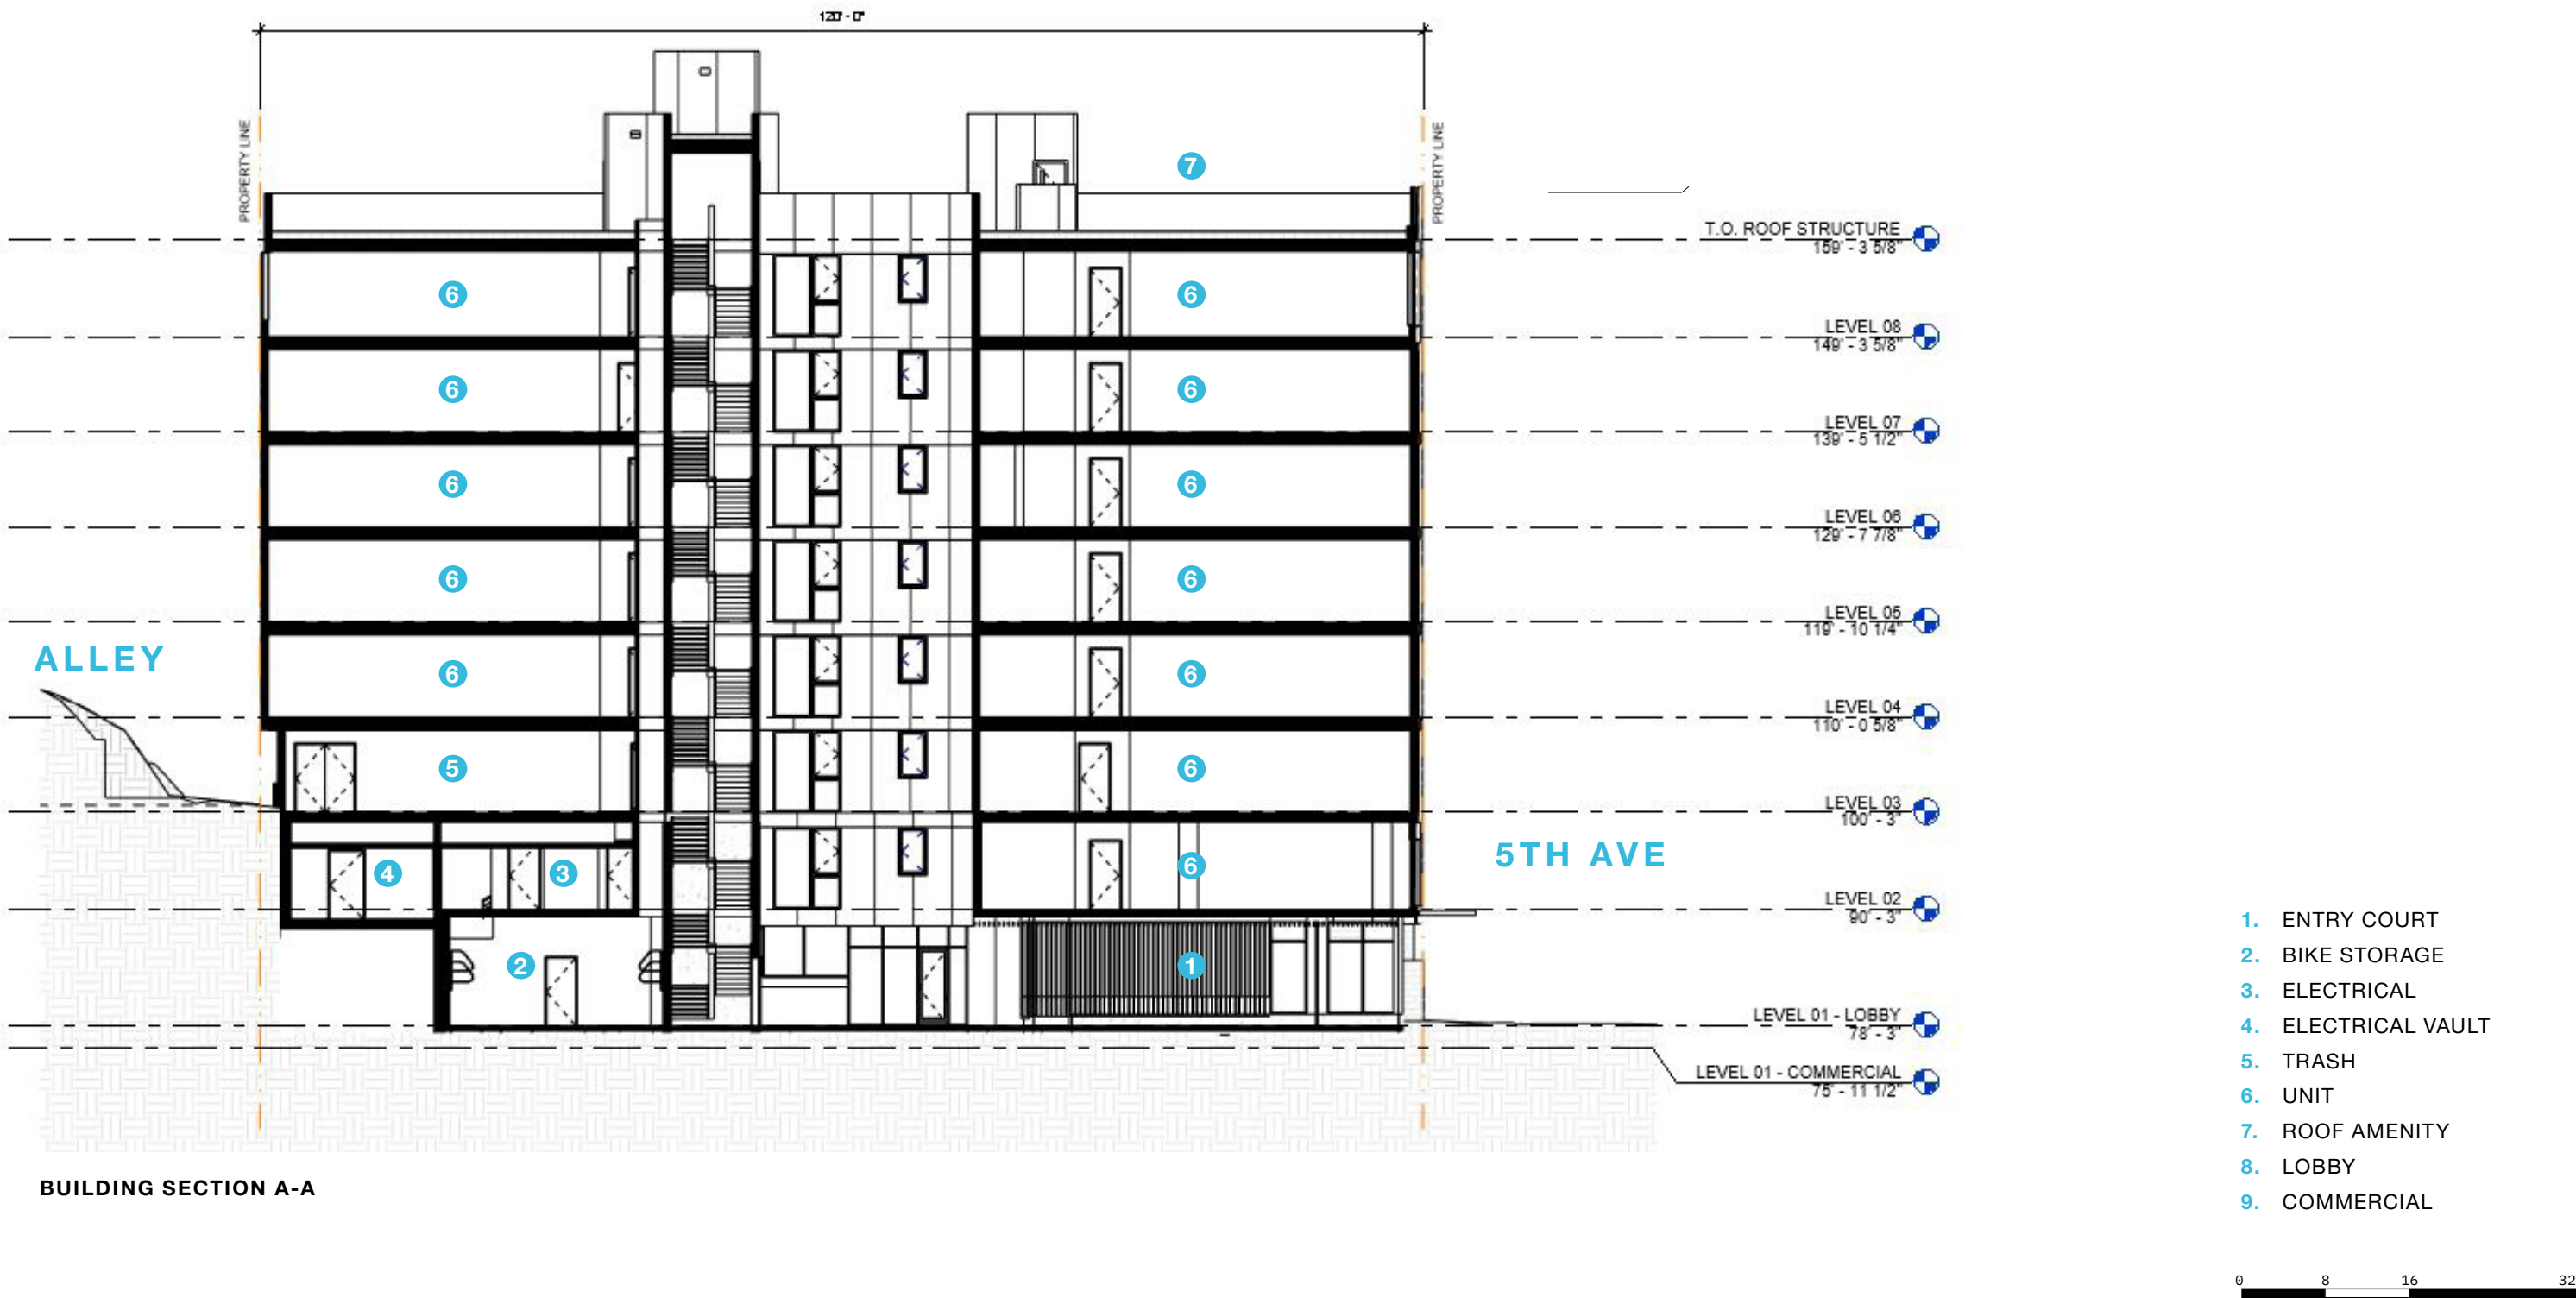 120' - 0"
PROPERTY LINE
PROPERTY LINE
7
T.O. ROOF STRUCTURE
159' - 3 5/8"
6
6
LEVEL 08
149' - 3 5/8"
6
6
LEVEL 07
139' - 5 1/2"
6
6
LEVEL 06
129' - 7 7/8"
6
6
LEVEL 05
119' - 10 1/4"
ALLEY
6
6
LEVEL 04
110' - 0 5/8"
5
6
LEVEL 03
100' - 3"
5TH AVE
4
3
6
LEVEL 02
90' - 3"
2
1
LEVEL 01 - LOBBY
78' - 3"
LEVEL 01 - COMMERCIAL
75' - 11 1/2"
BUILDING SECTION A-A
1. ENTRY COURT
2. BIKE STORAGE
3. ELECTRICAL
4. ELECTRICAL VAULT
5. TRASH
6. UNIT
7. ROOF AMENITY
8. LOBBY
9. COMMERCIAL
0 8 16 32